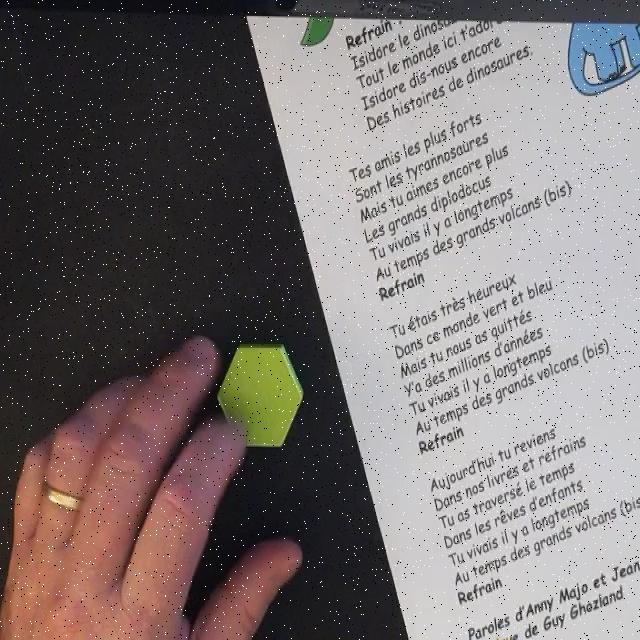 Refrain :
Isidore le dinosaure
Tout le monde ici t'adore
Isidore dis-nous encore
Des histoires de dinosaures.
Tes amis les plus forts
Sont les tyrannosaures
Mais tu aimes encore plus
Les grands diplodocus
Tu vivais il y a longtemps
Au temps des grands volcans (bis)
Refrain
Tu étais très heureux
Dans ce monde vert et bleu
Mais tu nous as quittés
Y'a des millions d'années
Tu vivais il y a longtemps
Au temps des grands volcans (bis)
Refrain
Aujourd'hui tu reviens
Dans nos livres et refrains
Tu as traversé le temps
Dans les rêves d'enfants
Tu vivais il y a longtemps
Au temps des grands volcans (bis
Refrain
Paroles d'Anny Majo et Jean
de Guy Ghazland